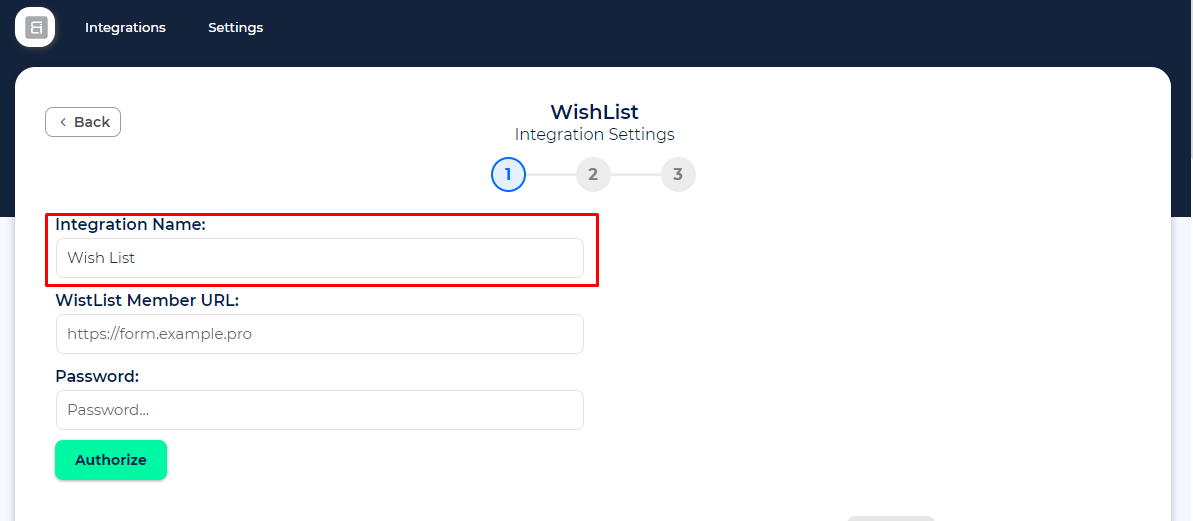 Integrations Settings
Back
WishList
Integration Settings
1 2 3
Integration Name:
Wish List
WistList Member URL:
https://form.example.pro
Password:
Password...
Authorize